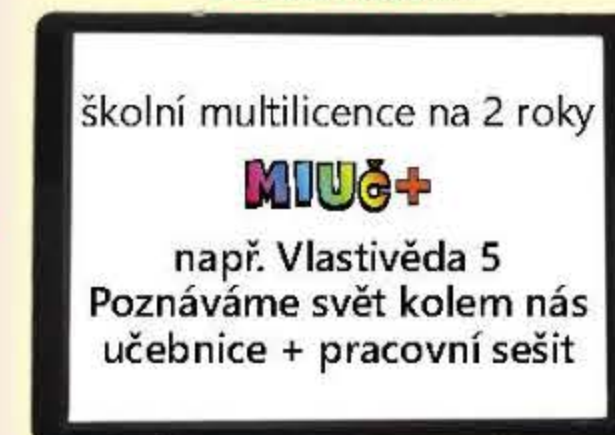 školní multilicence na 2 roky
MIUč+
např. Vlastivěda 5
Poznáváme svět kolem nás
učebnice + pracovní sešit